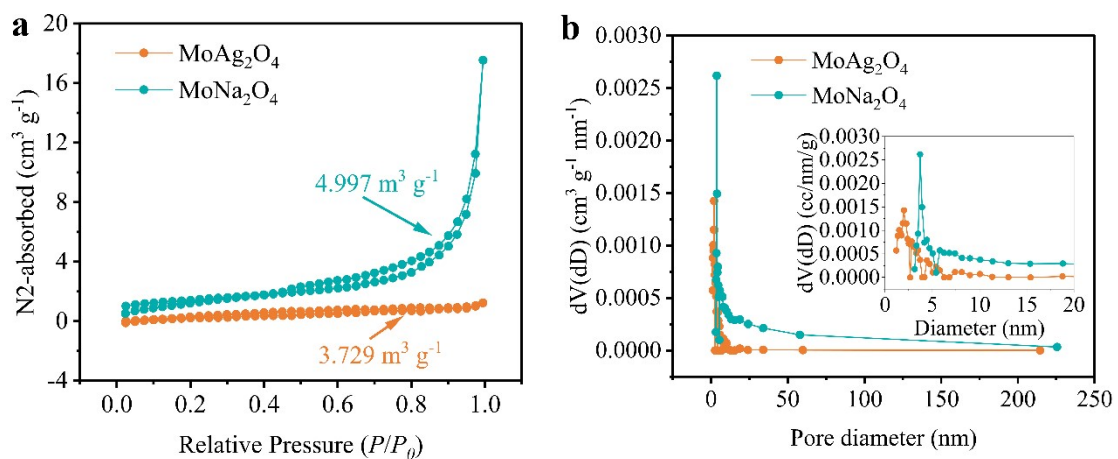 a
20
16
12
8
4
0
-4
N2-absorbed (cm³ g⁻¹)
MoAg₂O₄
MoNa₂O₄
4.997 m³ g⁻¹
3.729 m³ g⁻¹
0.0 0.2 0.4 0.6 0.8 1.0
Relative Pressure (P/P₀)
b
0.0030
0.0025
0.0020
0.0015
0.0010
0.0005
0.0000
dV(dD) (cm³ g⁻¹ nm⁻¹)
MoAg₂O₄
MoNa₂O₄
0.0030
0.0025
0.0020
0.0015
0.0010
0.0005
0.0000
dV(dD) (cc/nm/g)
0 5 10 15 20
Diameter (nm)
0 50 100 150 200 250
Pore diameter (nm)